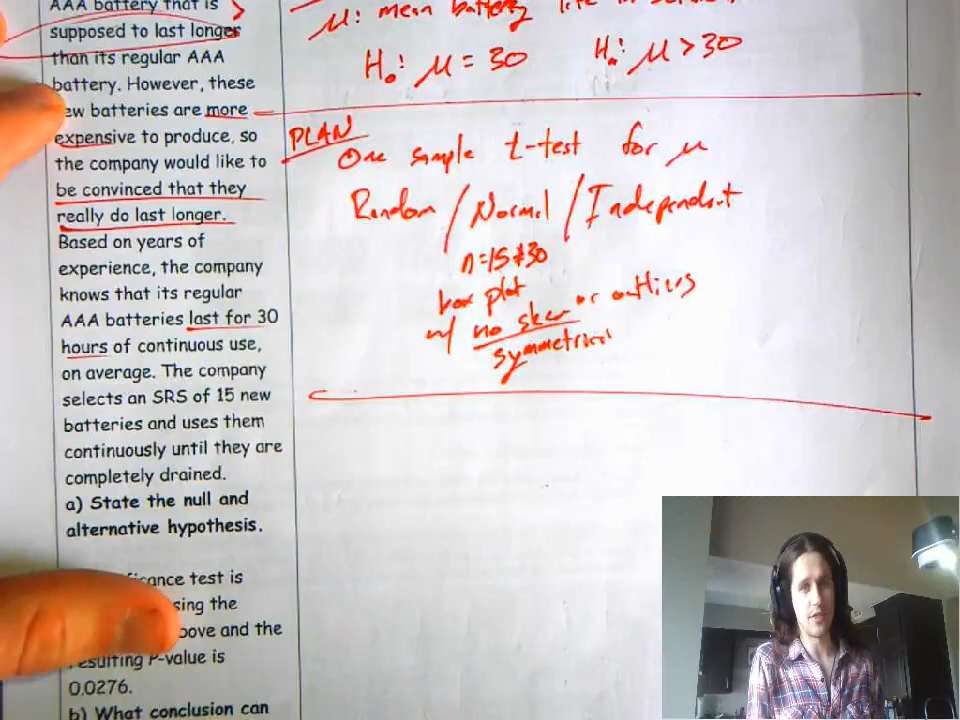 AAA battery that is
supposed to last longer
than its regular AAA
battery. However, these
ew batteries are more
expensive to produce, so
the company would like to
be convinced that they
really do last longer.
Based on years of
experience, the company
knows that its regular
AAA batteries last for 30
hours of continuous use,
on average. The company
selects an SRS of 15 new
batteries and uses them
continuously until they are
completely drained.
a) State the null and
alternative hypothesis.
ficance test is
sing the
bove and the
resulting P-value is
0.0276.
b) What conclusion can
μ: mean battery life in
H₀: μ = 30 Hₐ: μ > 30
PLAN
One sample t-test for μ
Random / Normal / Independent
n=15≱30
box plot
w/ no skew or outliers
symmetrical